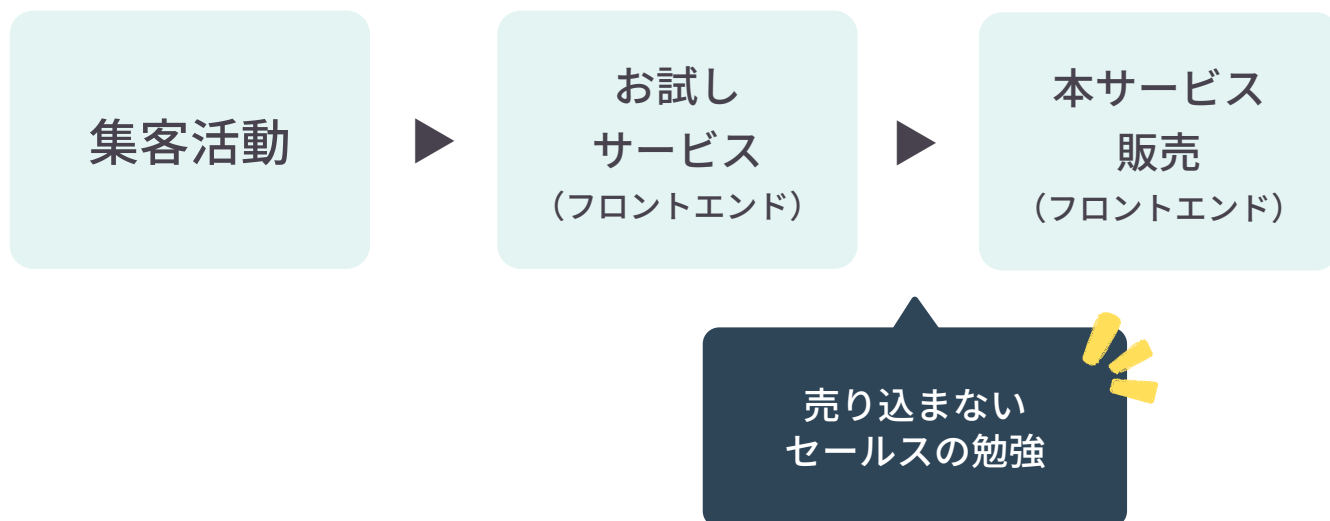 集客活動
お試し
サービス
（フロントエンド）
本サービス
販売
（フロントエンド）
売り込まない
セールスの勉強